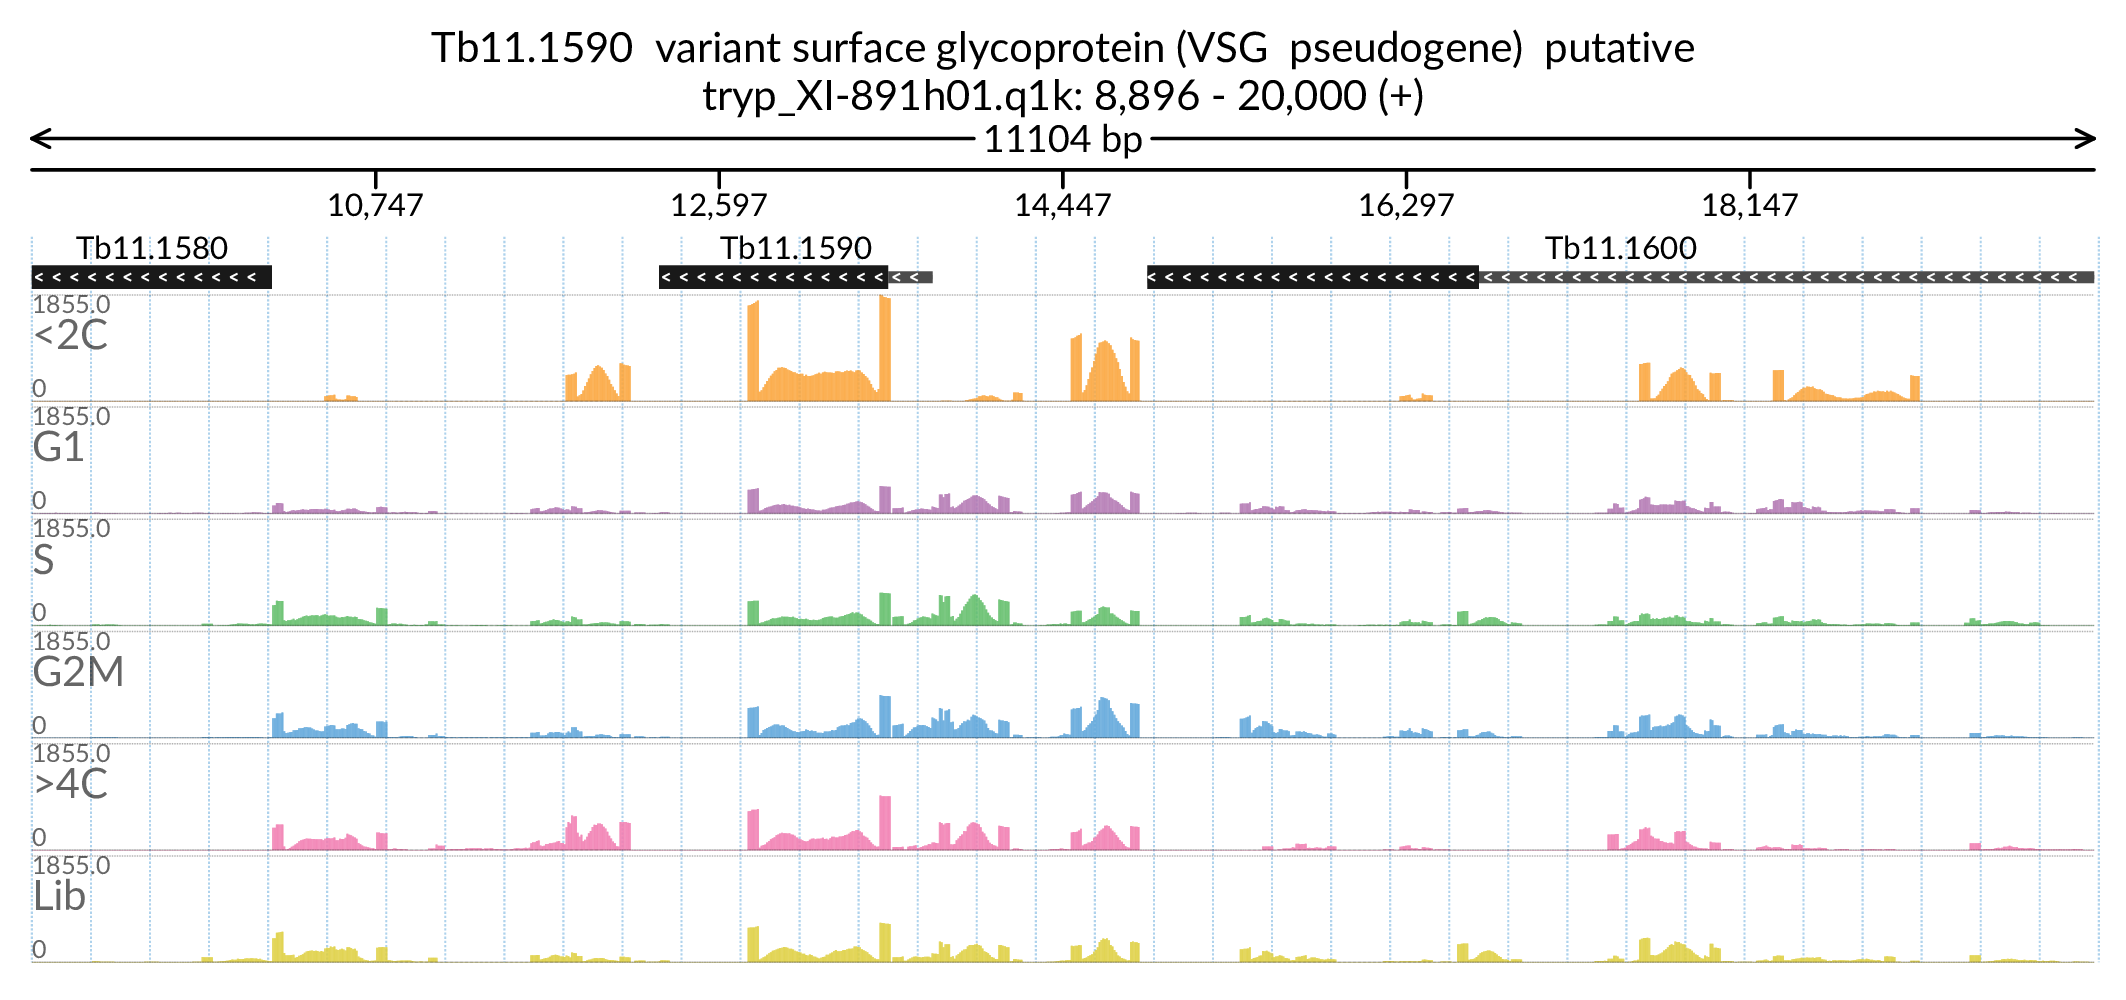 Tb11.1590 variant surface glycoprotein (VSG pseudogene) putative
tryp_XI-891h01.q1k: 8,896 - 20,000 (+)
11104 bp
10,747 12,597 14,447 16,297 18,147
Tb11.1580 Tb11.1590 Tb11.1600
1855.0
<2C
0
1855.0
G1
0
1855.0
S
0
1855.0
G2M
0
1855.0
>4C
0
1855.0
Lib
0